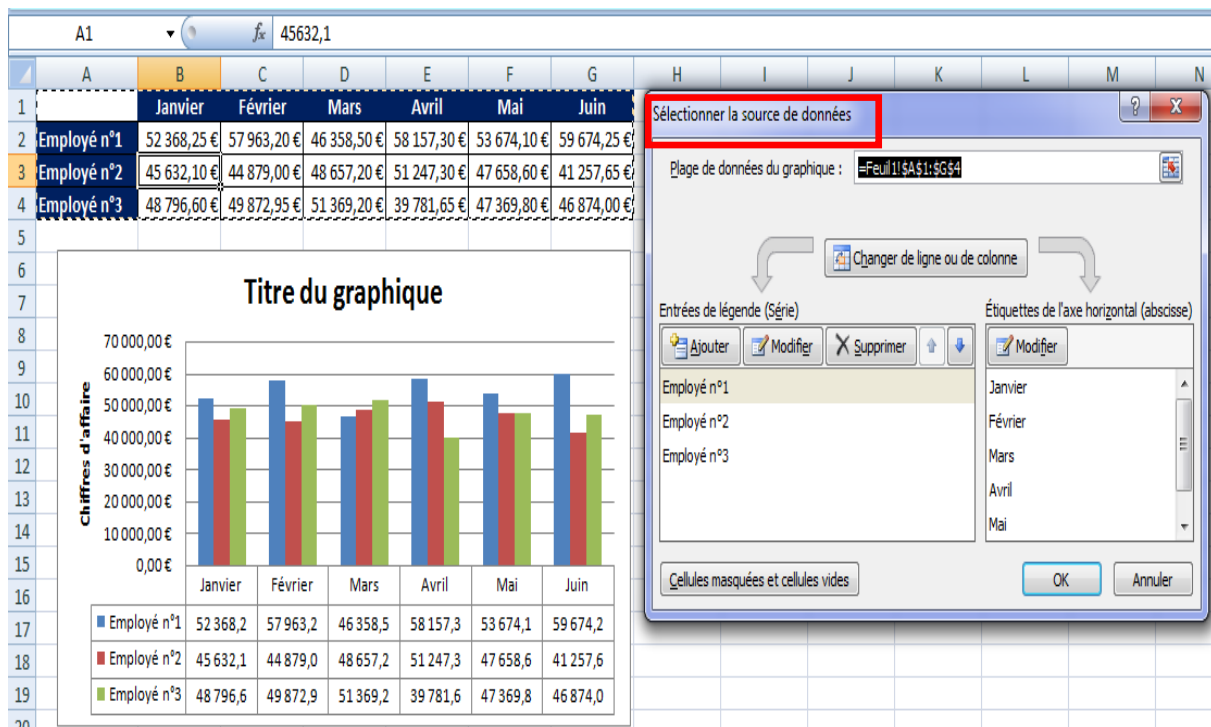 A1 fx 45632,1
A B C D E F G H I J K L M N
1 Janvier Février Mars Avril Mai Juin
2 Employé n°1 52 368,25 € 57 963,20 € 46 358,50 € 58 157,30 € 53 674,10 € 59 674,25 €
3 Employé n°2 45 632,10 € 44 879,00 € 48 657,20 € 51 247,30 € 47 658,60 € 41 257,65 €
4 Employé n°3 48 796,60 € 49 872,95 € 51 369,20 € 39 781,65 € 47 369,80 € 46 874,00 €
5
6
7
8
9
10
11
12
13
14
15
16
17
18
19
20
Titre du graphique
Chiffres d'affaire
70 000,00 €
60 000,00 €
50 000,00 €
40 000,00 €
30 000,00 €
20 000,00 €
10 000,00 €
0,00 €
Janvier Février Mars Avril Mai Juin
Employé n°1 52 368,2 57 963,2 46 358,5 58 157,3 53 674,1 59 674,2
Employé n°2 45 632,1 44 879,0 48 657,2 51 247,3 47 658,6 41 257,6
Employé n°3 48 796,6 49 872,9 51 369,2 39 781,6 47 369,8 46 874,0
Sélectionner la source de données
? X
Plage de données du graphique : =Feuil1!$A$1:$G$4
Changer de ligne ou de colonne
Entrées de légende (Série)
Ajouter Modifier Supprimer
Employé n°1
Employé n°2
Employé n°3
Étiquettes de l'axe horizontal (abscisse)
Modifier
Janvier
Février
Mars
Avril
Mai
Cellules masquées et cellules vides
OK Annuler